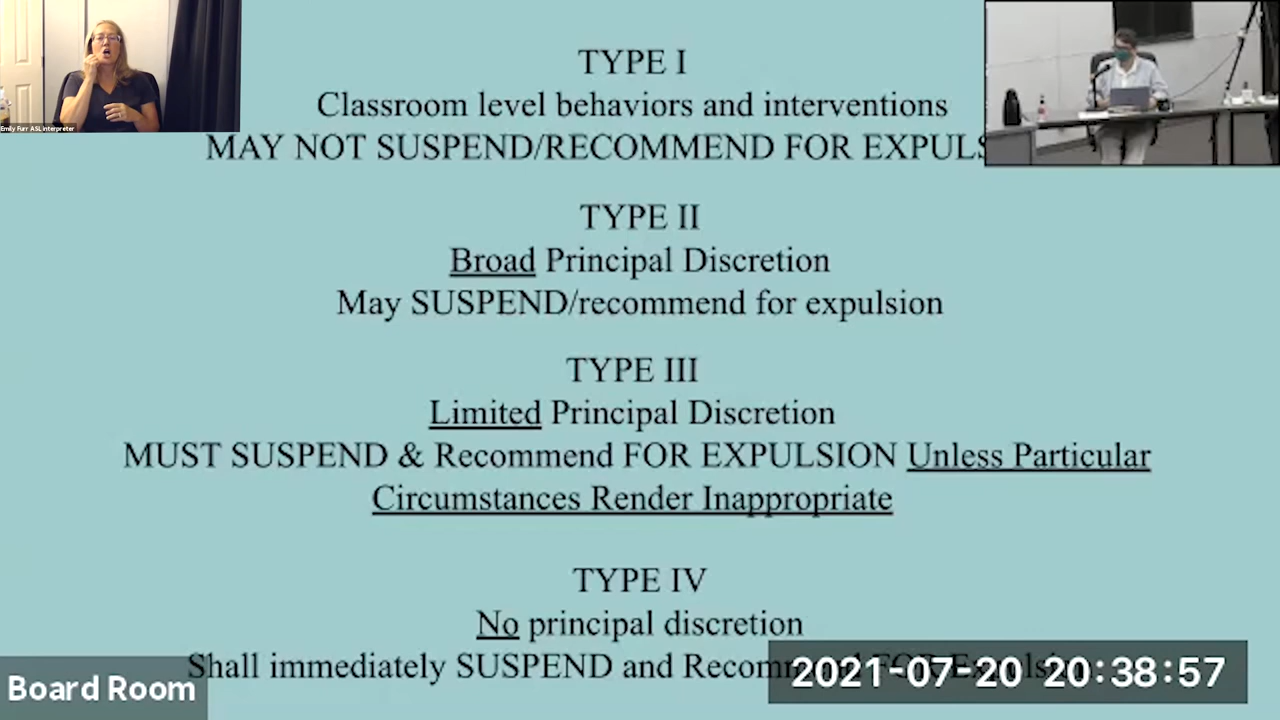 TYPE I
Classroom level behaviors and interventions
MAY NOT SUSPEND/RECOMMEND FOR EXPULS
TYPE II
Broad Principal Discretion
May SUSPEND/recommend for expulsion
TYPE III
Limited Principal Discretion
MUST SUSPEND & Recommend FOR EXPULSION Unless Particular
Circumstances Render Inappropriate
TYPE IV
No principal discretion
Shall immediately SUSPEND and Recommend FOR Expulsion
Emily Furr ASL interpreter
Board Room
2021-07-20 20:38:57